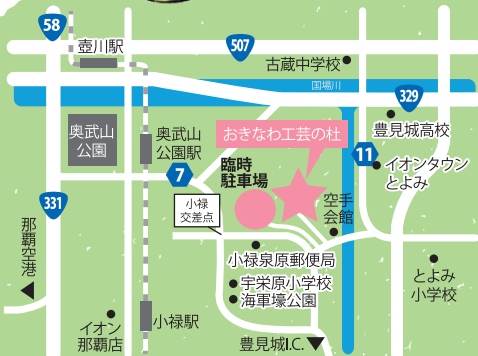 58
壺川駅
507
古蔵中学校
国場川
329
奥武山
公園
奥武山
公園駅
おきなわ工芸の杜
豊見城高校
11
イオンタウン
とよみ
7
臨時
駐車場
331
小禄
交差点
空手
会館
那覇空港
小禄泉原郵便局
宇栄原小学校
海軍壕公園
とよみ
小学校
イオン
那覇店
小禄駅
豊見城I.C.